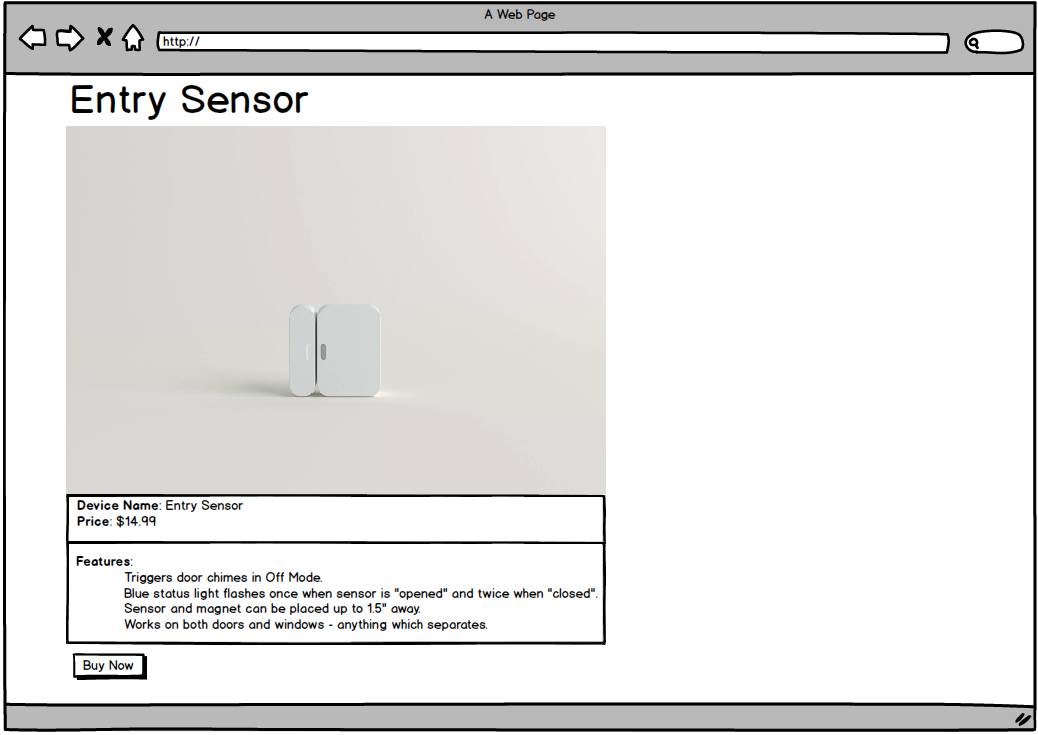 A Web Page
http://
Entry Sensor
Device Name: Entry Sensor
Price: $14.99
Features:
Triggers door chimes in Off Mode.
Blue status light flashes once when sensor is "opened" and twice when "closed".
Sensor and magnet can be placed up to 1.5" away.
Works on both doors and windows - anything which separates.
Buy Now